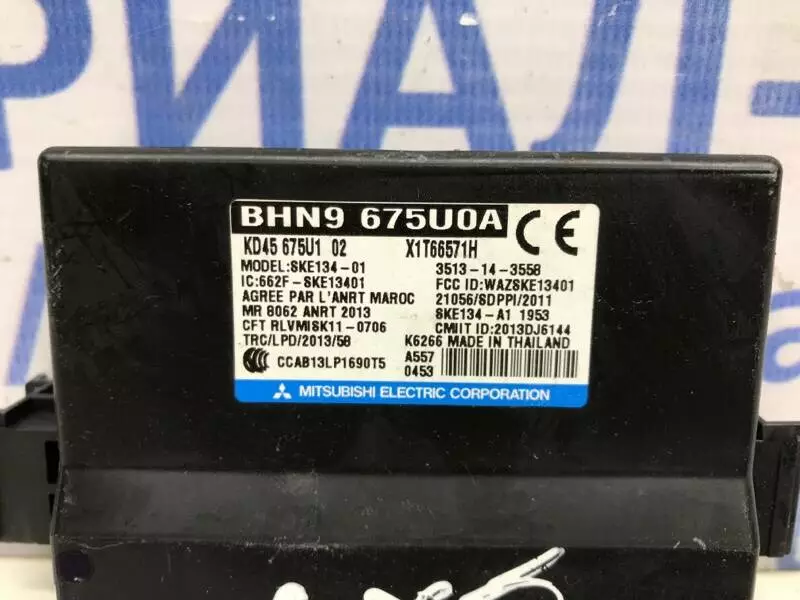 РИАЛ-
BHN9 675U0A
KD45 675U1 02 X1T66571H
MODEL:SKE134-01 3513-14-3558
IC:662F-SKE13401 FCC ID:WAZSKE13401
AGREE PAR L'ANRT MAROC 21056/SDPPI/2011
MR 8062 ANRT 2013 SKE134-A1 1953
CFT RLVMISK11-0706 CMIIT ID:2013DJ6144
TRC/LPD/2013/58 K6266 MADE IN THAILAND
CCAB13LP1690T5 A557
0453
MITSUBISHI ELECTRIC CORPORATION